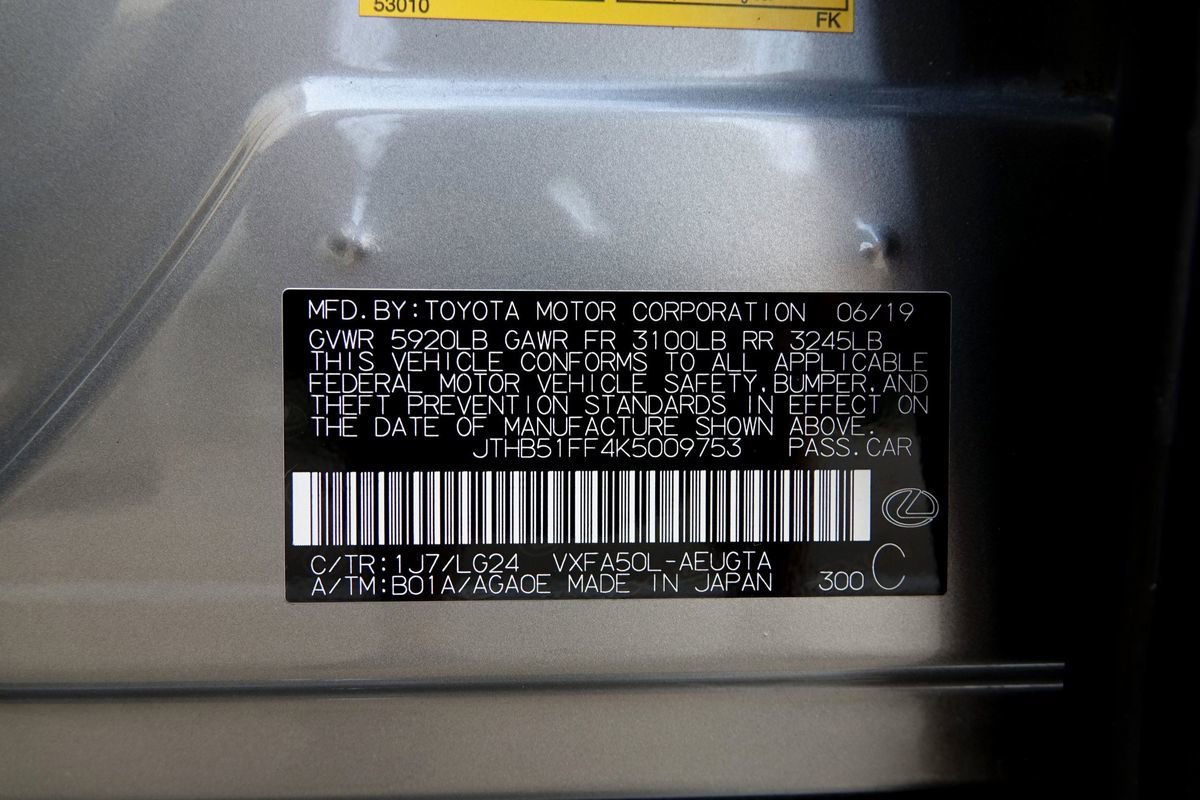 53010
FK
MFD.BY:TOYOTA MOTOR CORPORATION 06/19
GVWR 5920LB GAWR FR 3100LB RR 3245LB
THIS VEHICLE CONFORMS TO ALL APPLICABLE
FEDERAL MOTOR VEHICLE SAFETY,BUMPER,AND
THEFT PREVENTION STANDARDS IN EFFECT ON
THE DATE OF MANUFACTURE SHOWN ABOVE.
JTHB51FF4K5009753 PASS.CAR
C/TR:1J7/LG24 VXFA50L-AEUGTA
A/TM:B01A/AGA0E MADE IN JAPAN 300 C